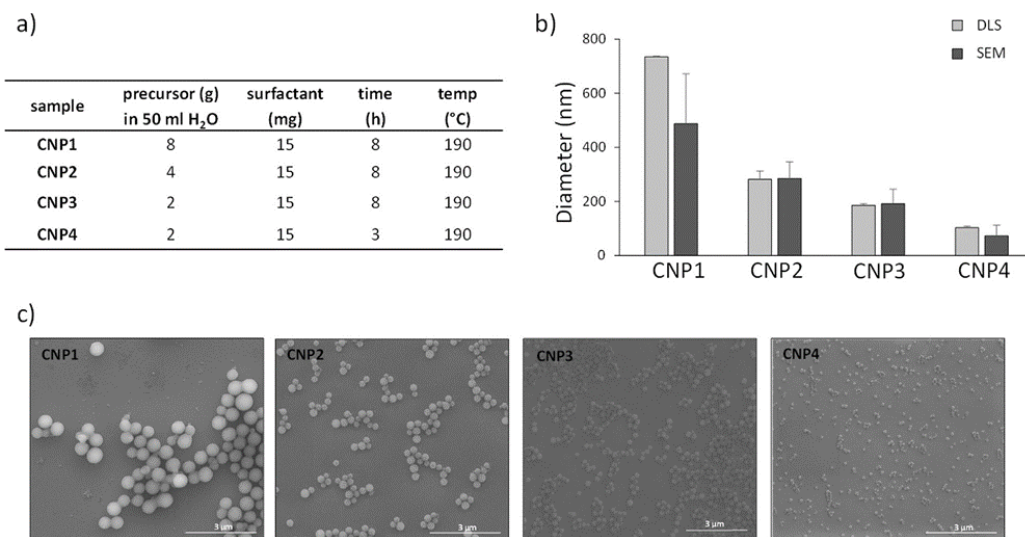 a)
sample precursor (g) in 50 ml H₂O surfactant (mg) time (h) temp (°C)
CNP1 8 15 8 190
CNP2 4 15 8 190
CNP3 2 15 8 190
CNP4 2 15 3 190
b)
DLS
SEM
Diameter (nm)
800
600
400
200
0
CNP1 CNP2 CNP3 CNP4
c)
CNP1 CNP2 CNP3 CNP4
3 µm 3 µm 3 µm 3 µm